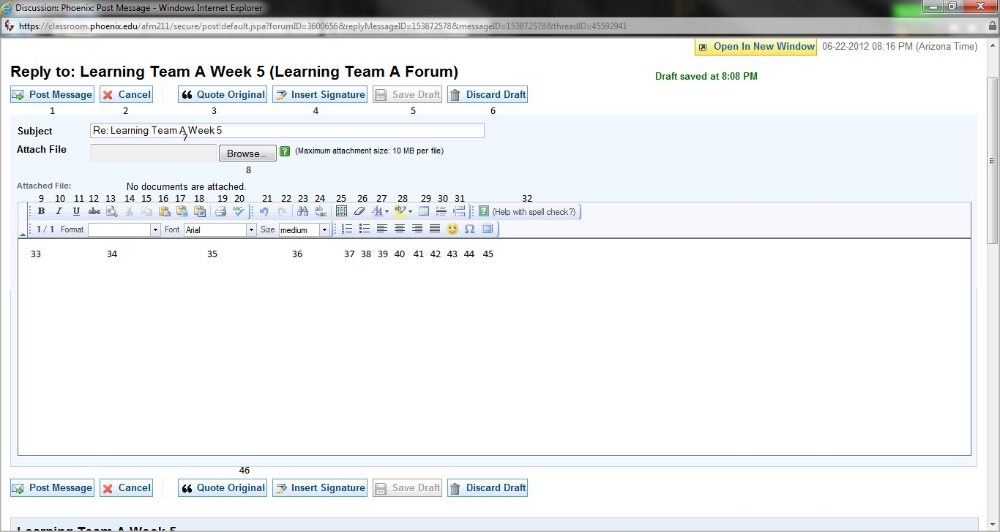 Discussion: Phoenix: Post Message - Windows Internet Explorer
https://classroom.phoenix.edu/afm211/secure/post!default.jspa?forumID=3600656&replyMessageID=153872578&messageID=153872578&threadID=45592941
Open In New Window 06-22-2012 08:16 PM (Arizona Time)
Reply to: Learning Team A Week 5 (Learning Team A Forum)
Draft saved at 8:08 PM
Post Message Cancel Quote Original Insert Signature Save Draft Discard Draft
1 2 3 4 5 6
Subject Re: Learning Team A Week 5
7
Attach File Browse... ? (Maximum attachment size: 10 MB per file)
8
Attached File: No documents are attached.
9 10 11 12 13 14 15 16 17 18 19 20 21 22 23 24 25 26 27 28 29 30 31 32
B I U abc ABC ab ac A ab ? (Help with spell check?)
1 / 1 Format Font Arial Size medium Ω
33 34 35 36 37 38 39 40 41 42 43 44 45
46
Post Message Cancel Quote Original Insert Signature Save Draft Discard Draft
Learning Team A Week 5